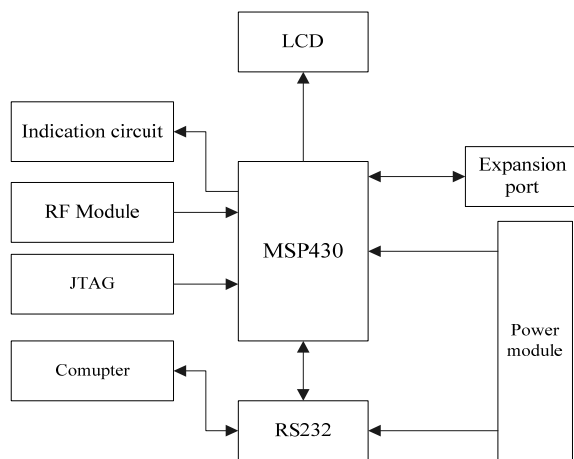 LCD
Indication circuit
Expansion
port
RF Module
MSP430
JTAG
Power
module
Comupter
RS232